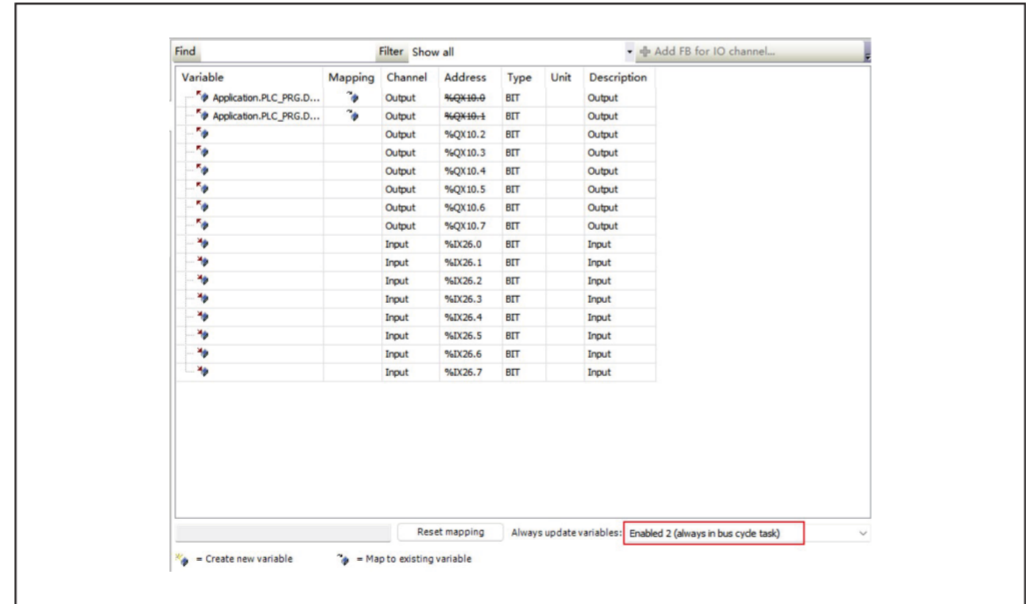 Find Filter Show all Add FB for IO channel...
Variable Mapping Channel Address Type Unit Description
Application.PLC_PRG.D... Output %QX10.0 BIT Output
Application.PLC_PRG.D... Output %QX10.1 BIT Output
Output %QX10.2 BIT Output
Output %QX10.3 BIT Output
Output %QX10.4 BIT Output
Output %QX10.5 BIT Output
Output %QX10.6 BIT Output
Output %QX10.7 BIT Output
Input %IX26.0 BIT Input
Input %IX26.1 BIT Input
Input %IX26.2 BIT Input
Input %IX26.3 BIT Input
Input %IX26.4 BIT Input
Input %IX26.5 BIT Input
Input %IX26.6 BIT Input
Input %IX26.7 BIT Input
Reset mapping Always update variables: Enabled 2 (always in bus cycle task)
= Create new variable = Map to existing variable